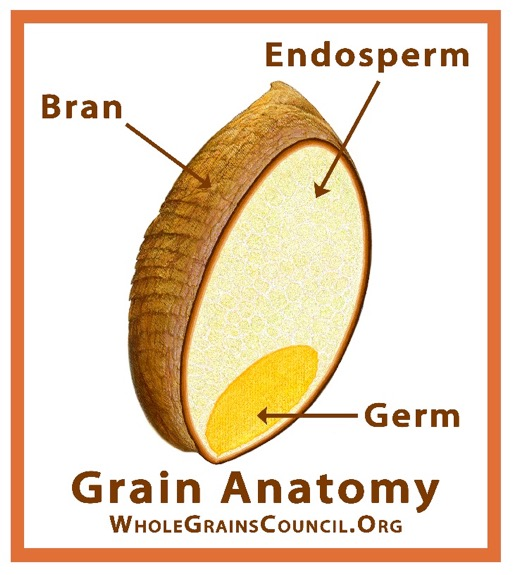 Endosperm
Bran
Germ
Grain Anatomy
WholeGrainsCouncil.Org